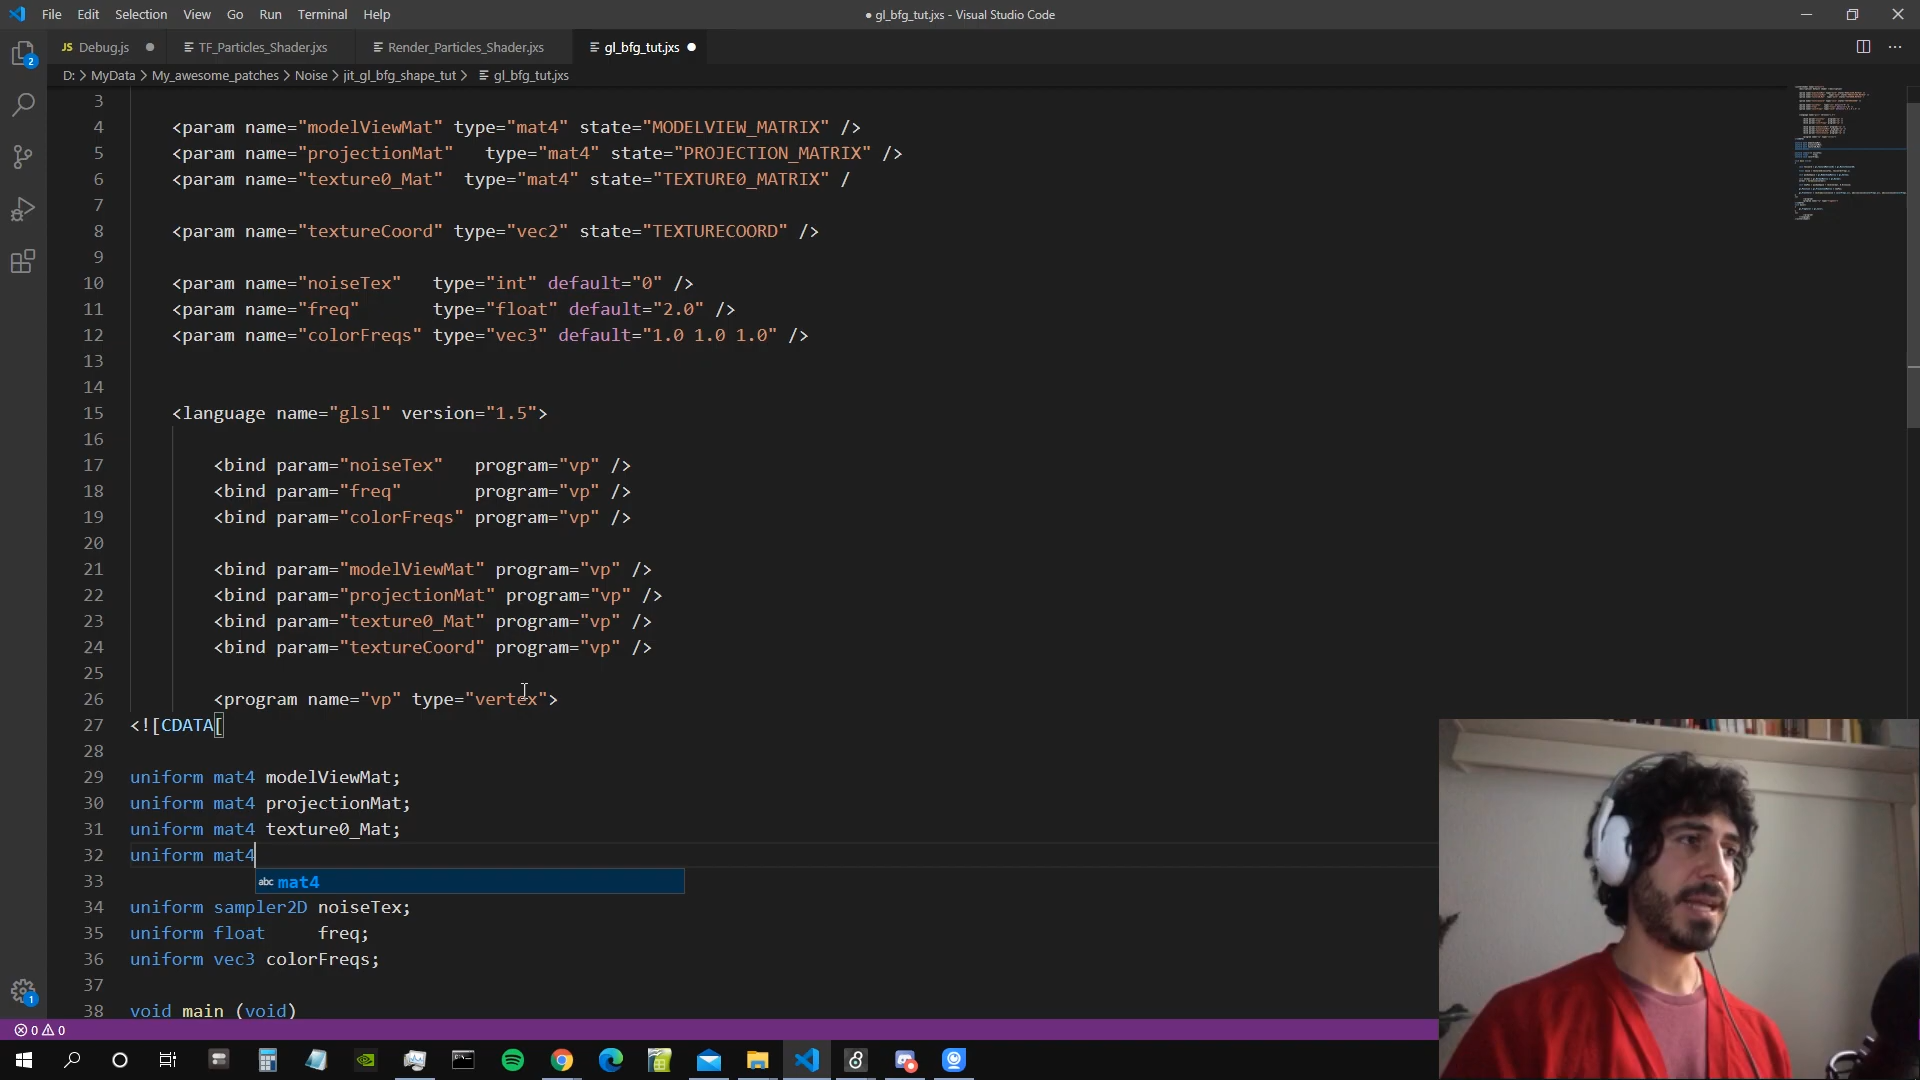 File Edit Selection View Go Run Terminal Help
● gl_bfg_tut.jxs - Visual Studio Code
JS Debug.js ●
TF_Particles_Shader.jxs
Render_Particles_Shader.jxs
gl_bfg_tut.jxs ●
D: > MyData > My_awesome_patches > Noise > jit_gl_bfg_shape_tut > gl_bfg_tut.jxs
3
4 <param name="modelViewMat" type="mat4" state="MODELVIEW_MATRIX" />
5 <param name="projectionMat" type="mat4" state="PROJECTION_MATRIX" />
6 <param name="texture0_Mat" type="mat4" state="TEXTURE0_MATRIX" /
7
8 <param name="textureCoord" type="vec2" state="TEXTURECOORD" />
9
10 <param name="noiseTex" type="int" default="0" />
11 <param name="freq" type="float" default="2.0" />
12 <param name="colorFreqs" type="vec3" default="1.0 1.0 1.0" />
13
14
15 <language name="glsl" version="1.5">
16
17 <bind param="noiseTex" program="vp" />
18 <bind param="freq" program="vp" />
19 <bind param="colorFreqs" program="vp" />
20
21 <bind param="modelViewMat" program="vp" />
22 <bind param="projectionMat" program="vp" />
23 <bind param="texture0_Mat" program="vp" />
24 <bind param="textureCoord" program="vp" />
25
26 <program name="vp" type="vertex">
27 <![CDATA[
28
29 uniform mat4 modelViewMat;
30 uniform mat4 projectionMat;
31 uniform mat4 texture0_Mat;
32 uniform mat4
abc mat4
33
34 uniform sampler2D noiseTex;
35 uniform float freq;
36 uniform vec3 colorFreqs;
37
38 void main (void)
2
1
0 0